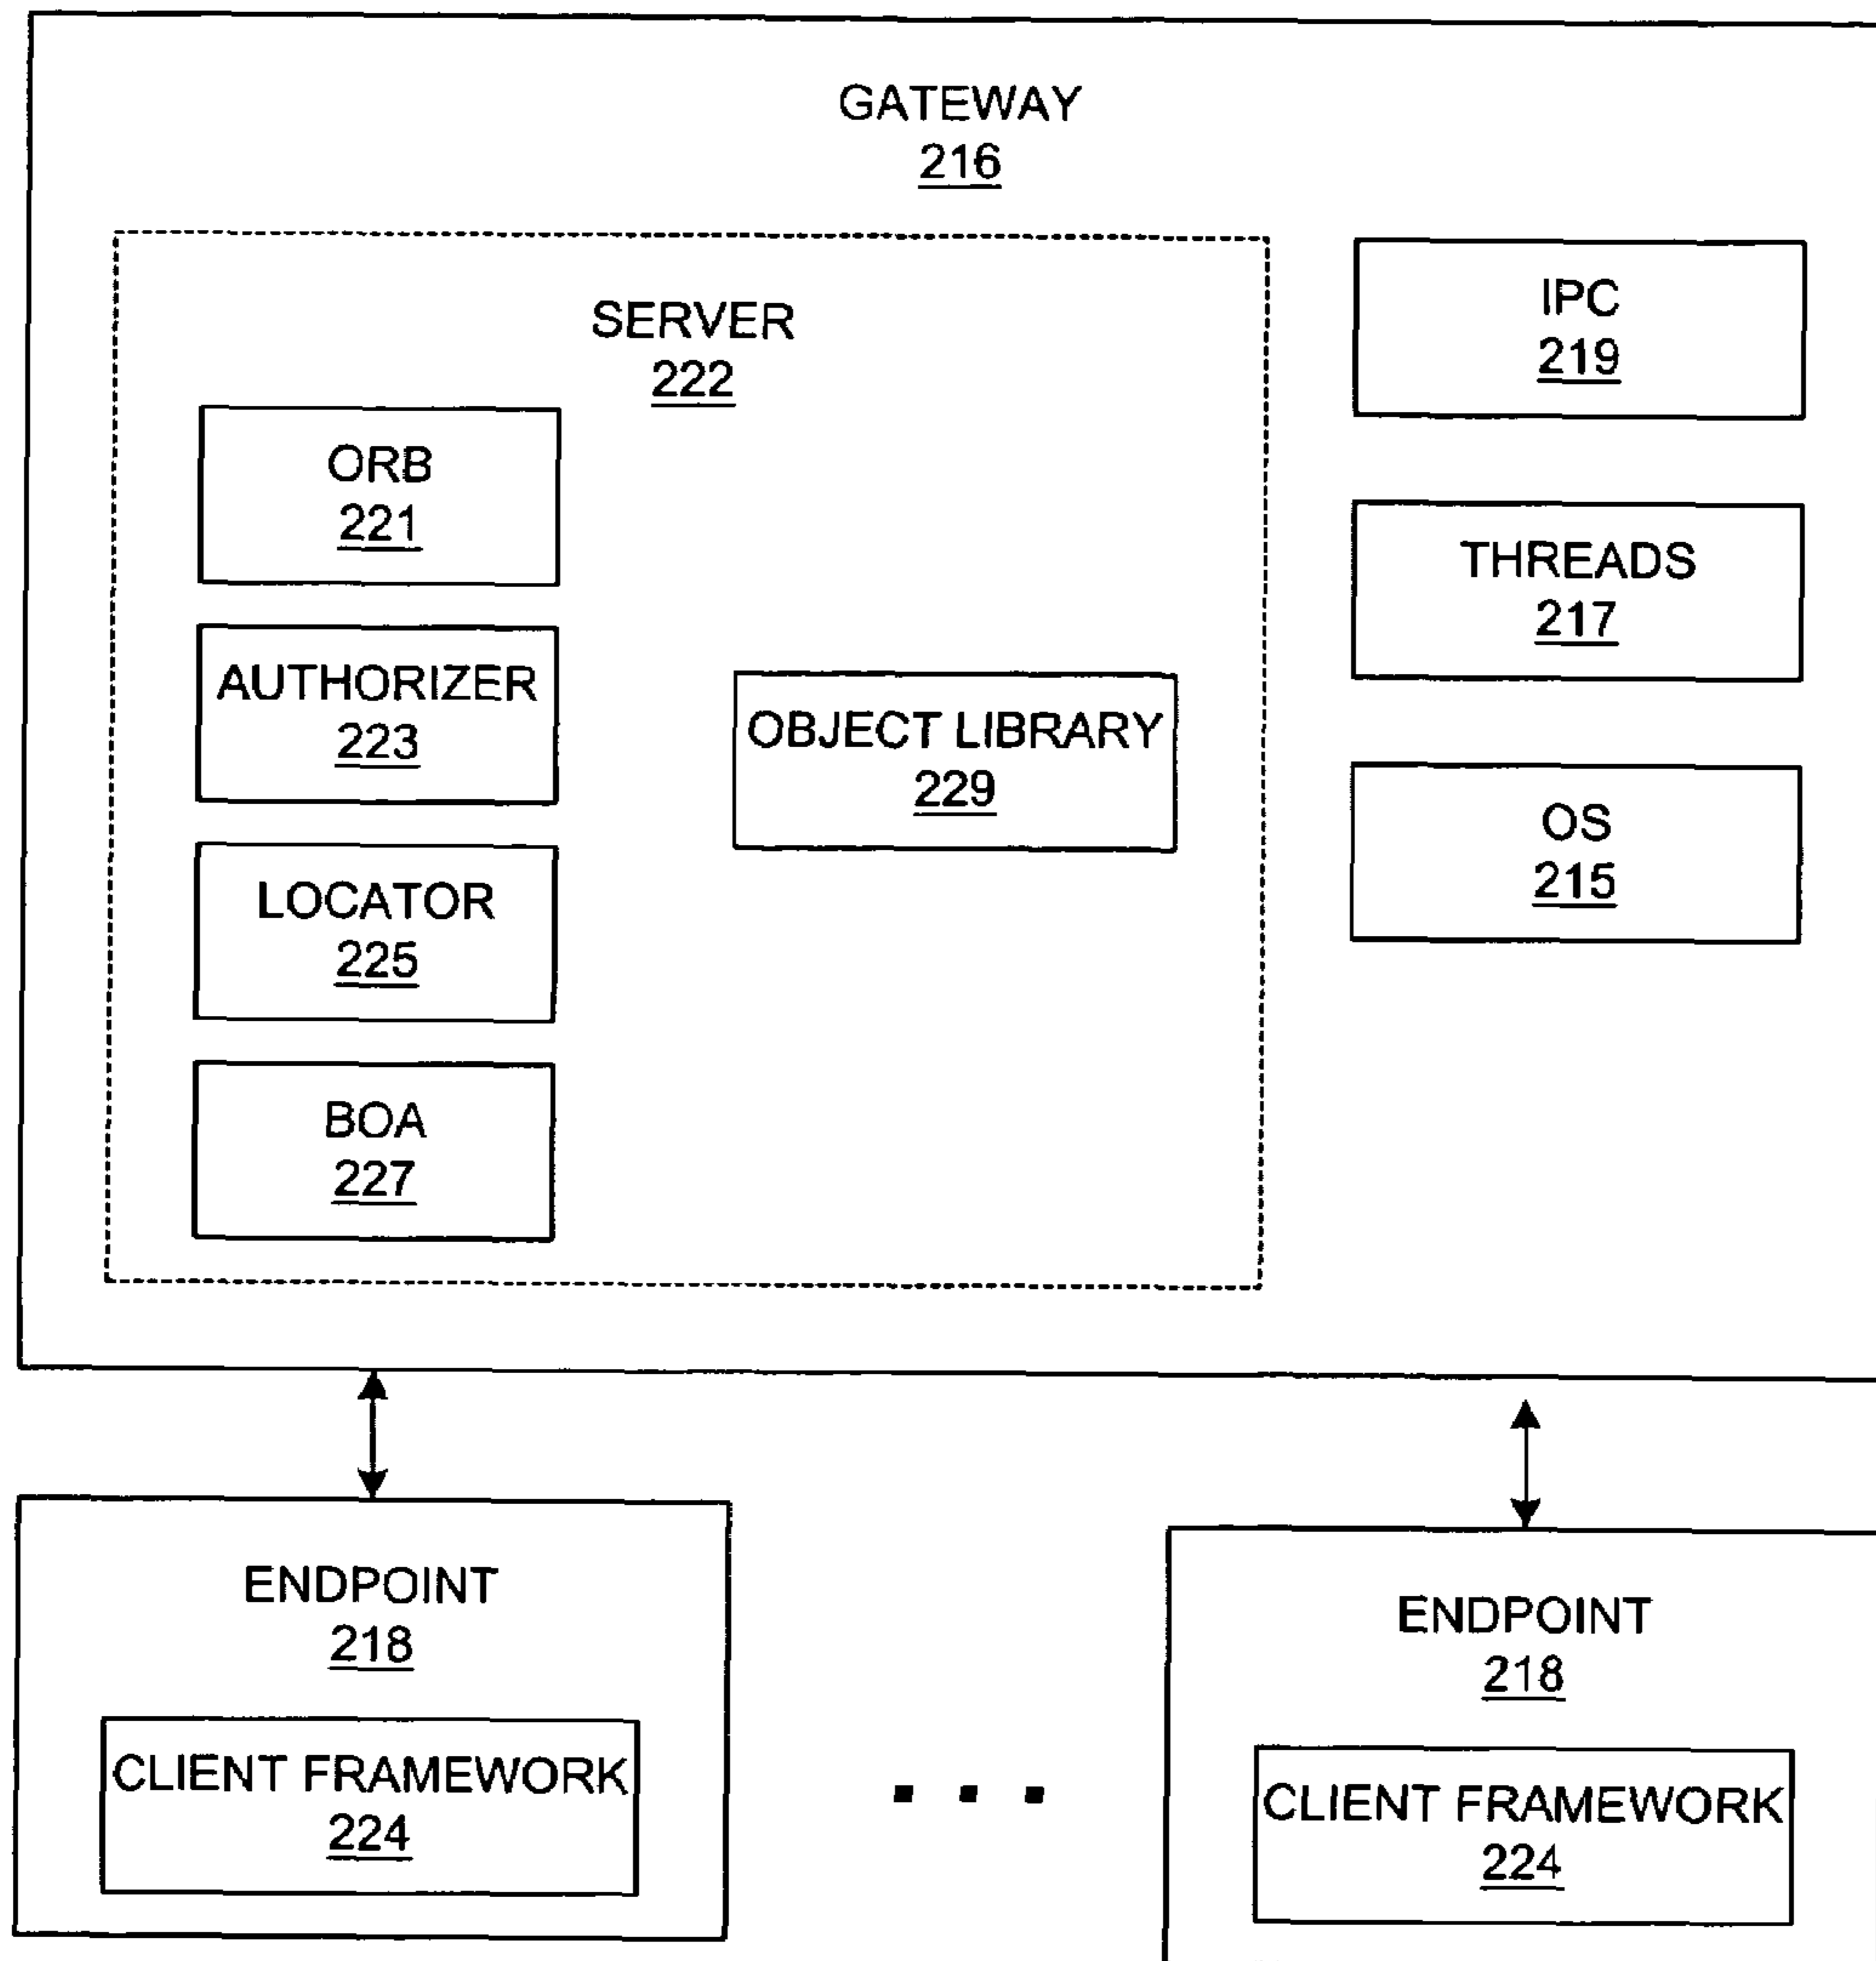 GATEWAY
216
SERVER
222
ORB
221
AUTHORIZER
223
LOCATOR
225
BOA
227
OBJECT LIBRARY
229
IPC
219
THREADS
217
OS
215
ENDPOINT
218
CLIENT FRAMEWORK
224
. . .
ENDPOINT
218
CLIENT FRAMEWORK
224